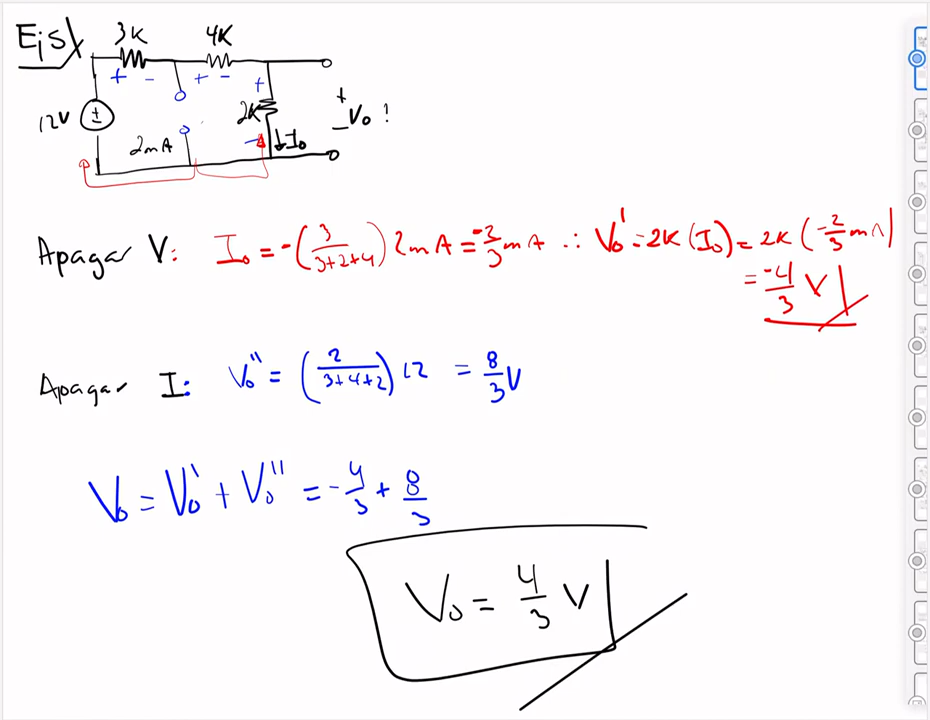 Ejs
3K 4K
+ - + - +
12V ± 2K + Vo !
2mA - ↓Io -
Apagar V: Io = -(3/(3+2+4)) 2mA = -2/3 mA ∴ Vo' = 2K (Io) = 2K (-2/3 mA)
= -4/3 V
Apagar I: Vo'' = (2/(3+4+2)) 12 = 8/3 V
Vo = Vo' + Vo'' = -4/3 + 8/3
Vo = 4/3 V